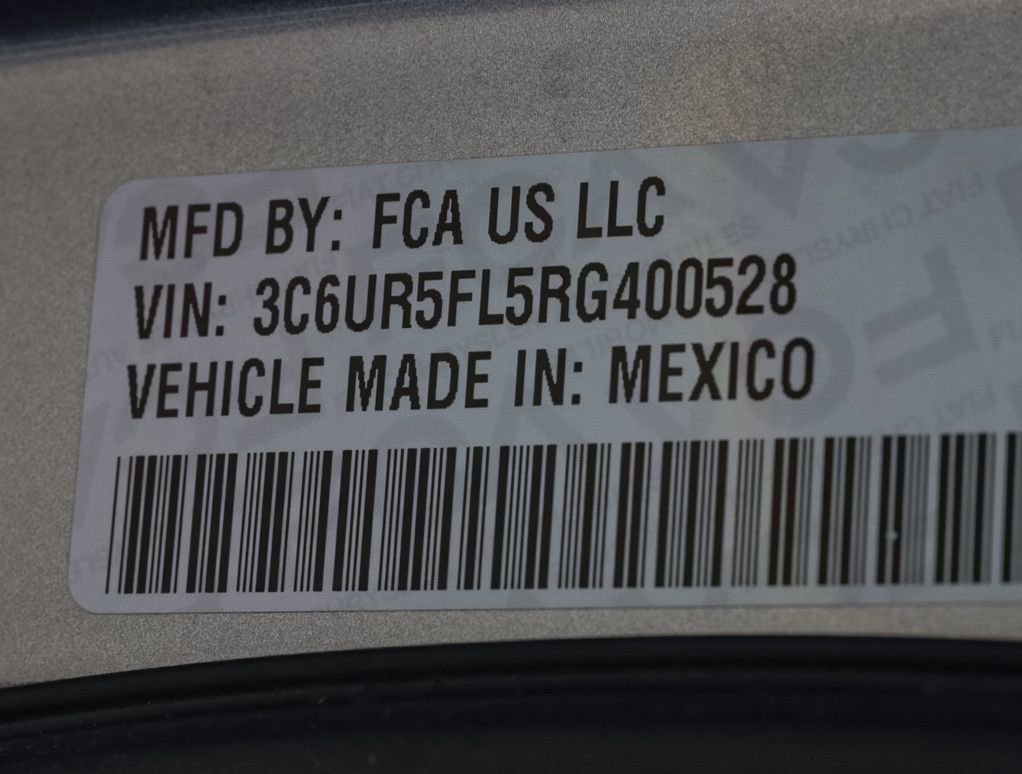 MFD BY: FCA US LLC
VIN: 3C6UR5FL5RG400528
VEHICLE MADE IN: MEXICO